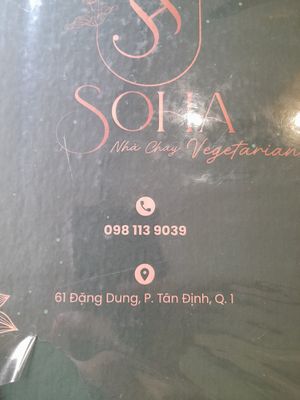 SOHA
Nhà Chay Vegetarian
098 113 9039
61 Đặng Dung, P. Tân Định, Q. 1